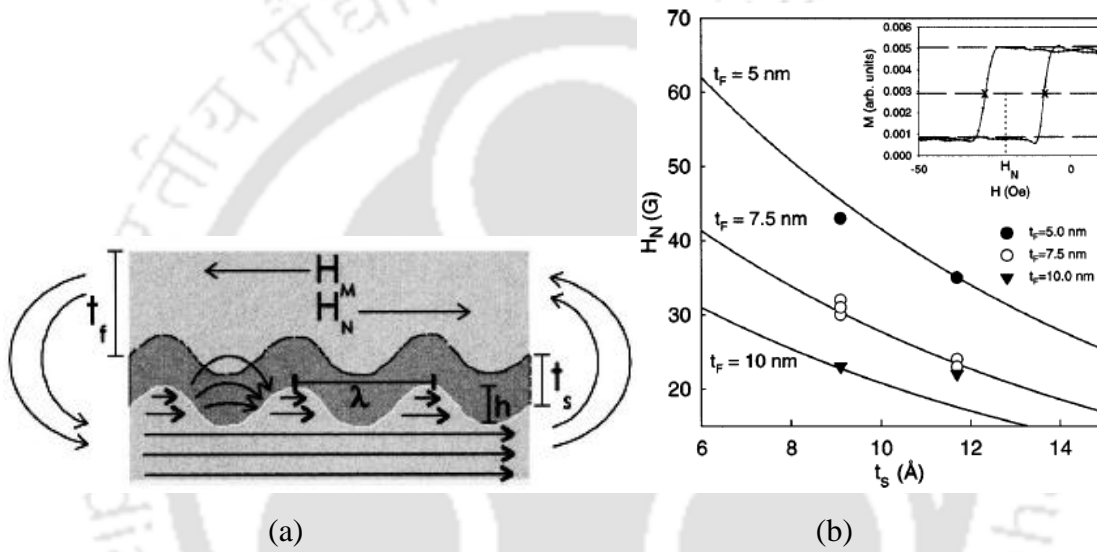 H_M
H_N
t_f
t_s
λ
h
(a)
70
60
50
40
30
20
H_N (G)
6
8
10
12
14
t_s (Å)
t_F = 5 nm
t_F = 7.5 nm
t_F = 10 nm
t_F=5.0 nm
t_F=7.5 nm
t_F=10.0 nm
0.006
0.005
0.004
0.003
0.002
0.001
0.000
M (arb. units)
-50
H_N
0
H (Oe)
(b)